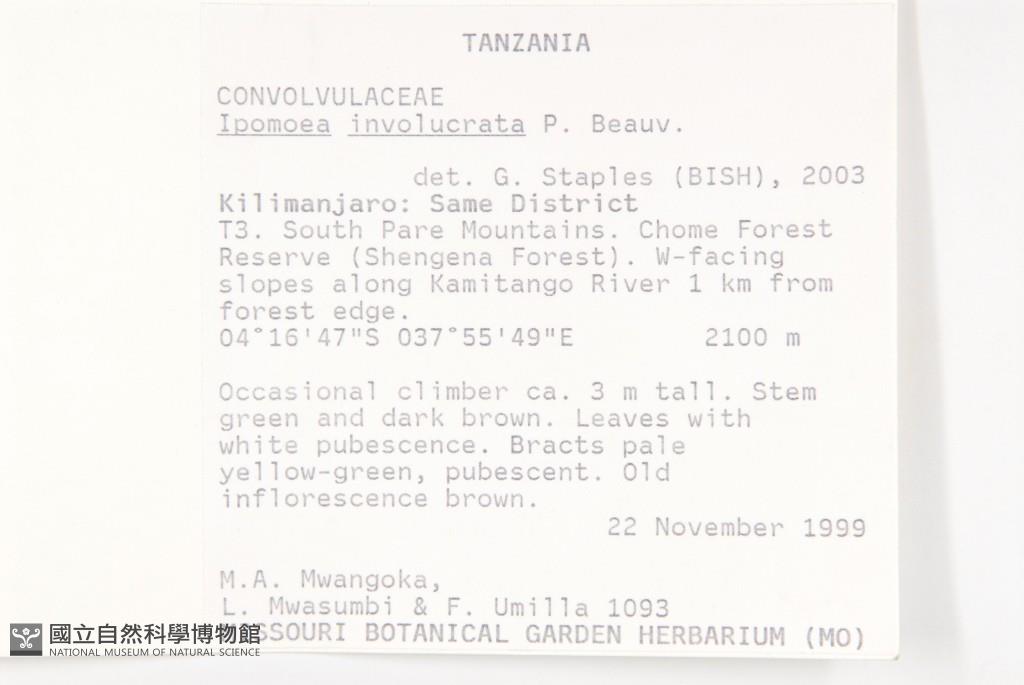 TANZANIA
CONVOLVULACEAE
Ipomoea involucrata P. Beauv.
det. G. Staples (BISH), 2003
Kilimanjaro: Same District
T3. South Pare Mountains. Chome Forest
Reserve (Shengena Forest). W-facing
slopes along Kamitango River 1 km from
forest edge.
04°16'47"S 037°55'49"E 2100 m
Occasional climber ca. 3 m tall. Stem
green and dark brown. Leaves with
white pubescence. Bracts pale
yellow-green, pubescent. Old
inflorescence brown.
22 November 1999
M.A. Mwangoka,
L. Mwasumbi & F. Umilla 1093
MISSOURI BOTANICAL GARDEN HERBARIUM (MO)
國立自然科學博物館
NATIONAL MUSEUM OF NATURAL SCIENCE